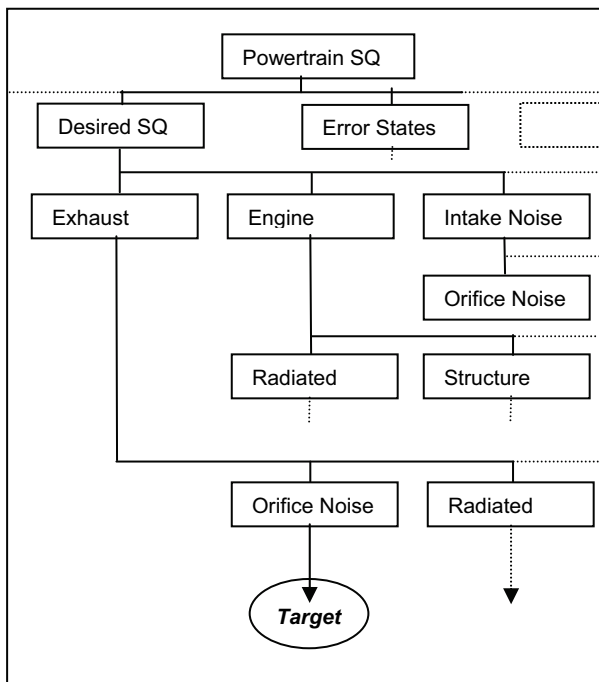 Powertrain SQ
Desired SQ
Error States
Exhaust
Engine
Intake Noise
Orifice Noise
Radiated
Structure
Orifice Noise
Radiated
Target